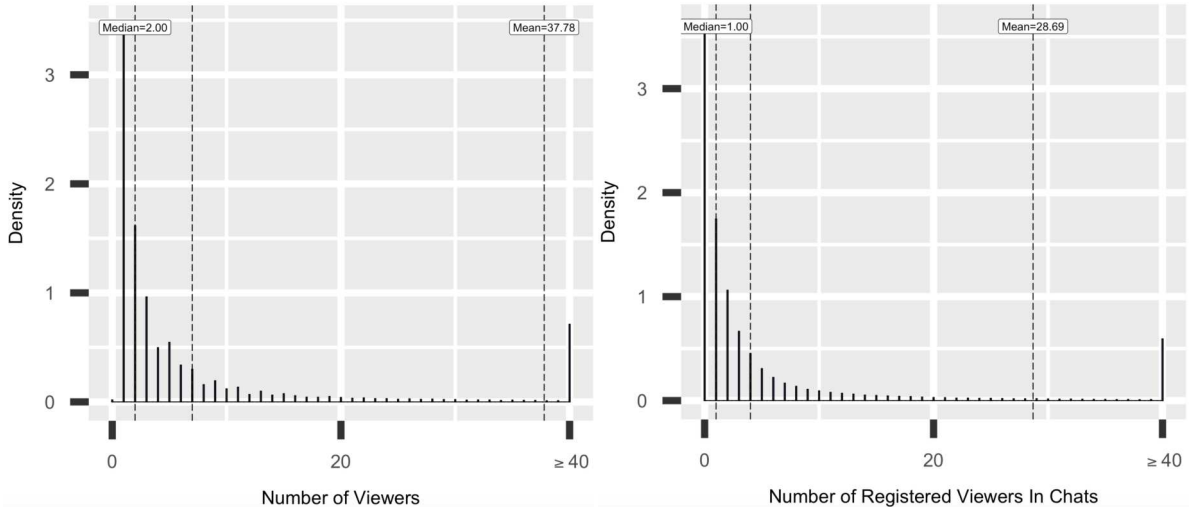 Median=2.00
Mean=37.78
3
2
1
0
Density
0
20
≥ 40
Number of Viewers
Median=1.00
Mean=28.69
3
2
1
0
Density
0
20
≥ 40
Number of Registered Viewers In Chats